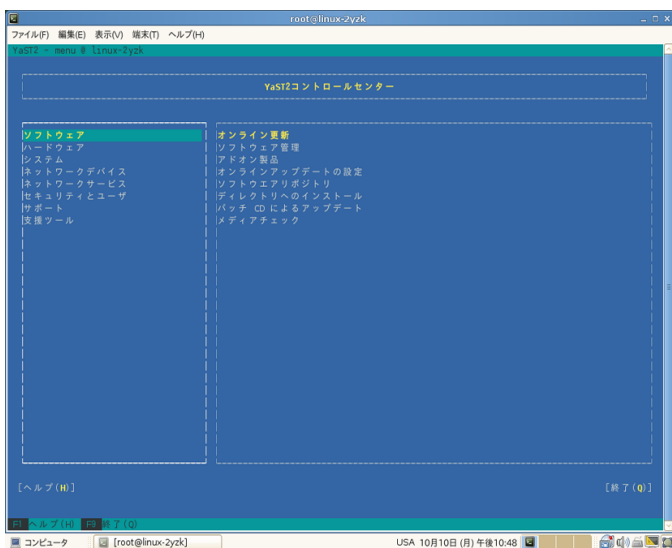 root@linux-2yzk
ファイル(F) 編集(E) 表示(V) 端末(T) ヘルプ(H)
YaST2 - menu @ linux-2yzk
YaST2コントロールセンター
ソフトウェア
ハードウェア
システム
ネットワークデバイス
ネットワークサービス
セキュリティとユーザ
サポート
支援ツール
オンライン更新
ソフトウェア管理
アドオン製品
オンラインアップデートの設定
ソフトウエアリポジトリ
ディレクトリへのインストール
パッチ CD によるアップデート
メディアチェック
[ヘルプ(H)] [終了(Q)]
F1 ヘルプ(H) F9 終了(Q)
コンピュータ [root@linux-2yzk] USA 10月10日 (月) 午後10:48